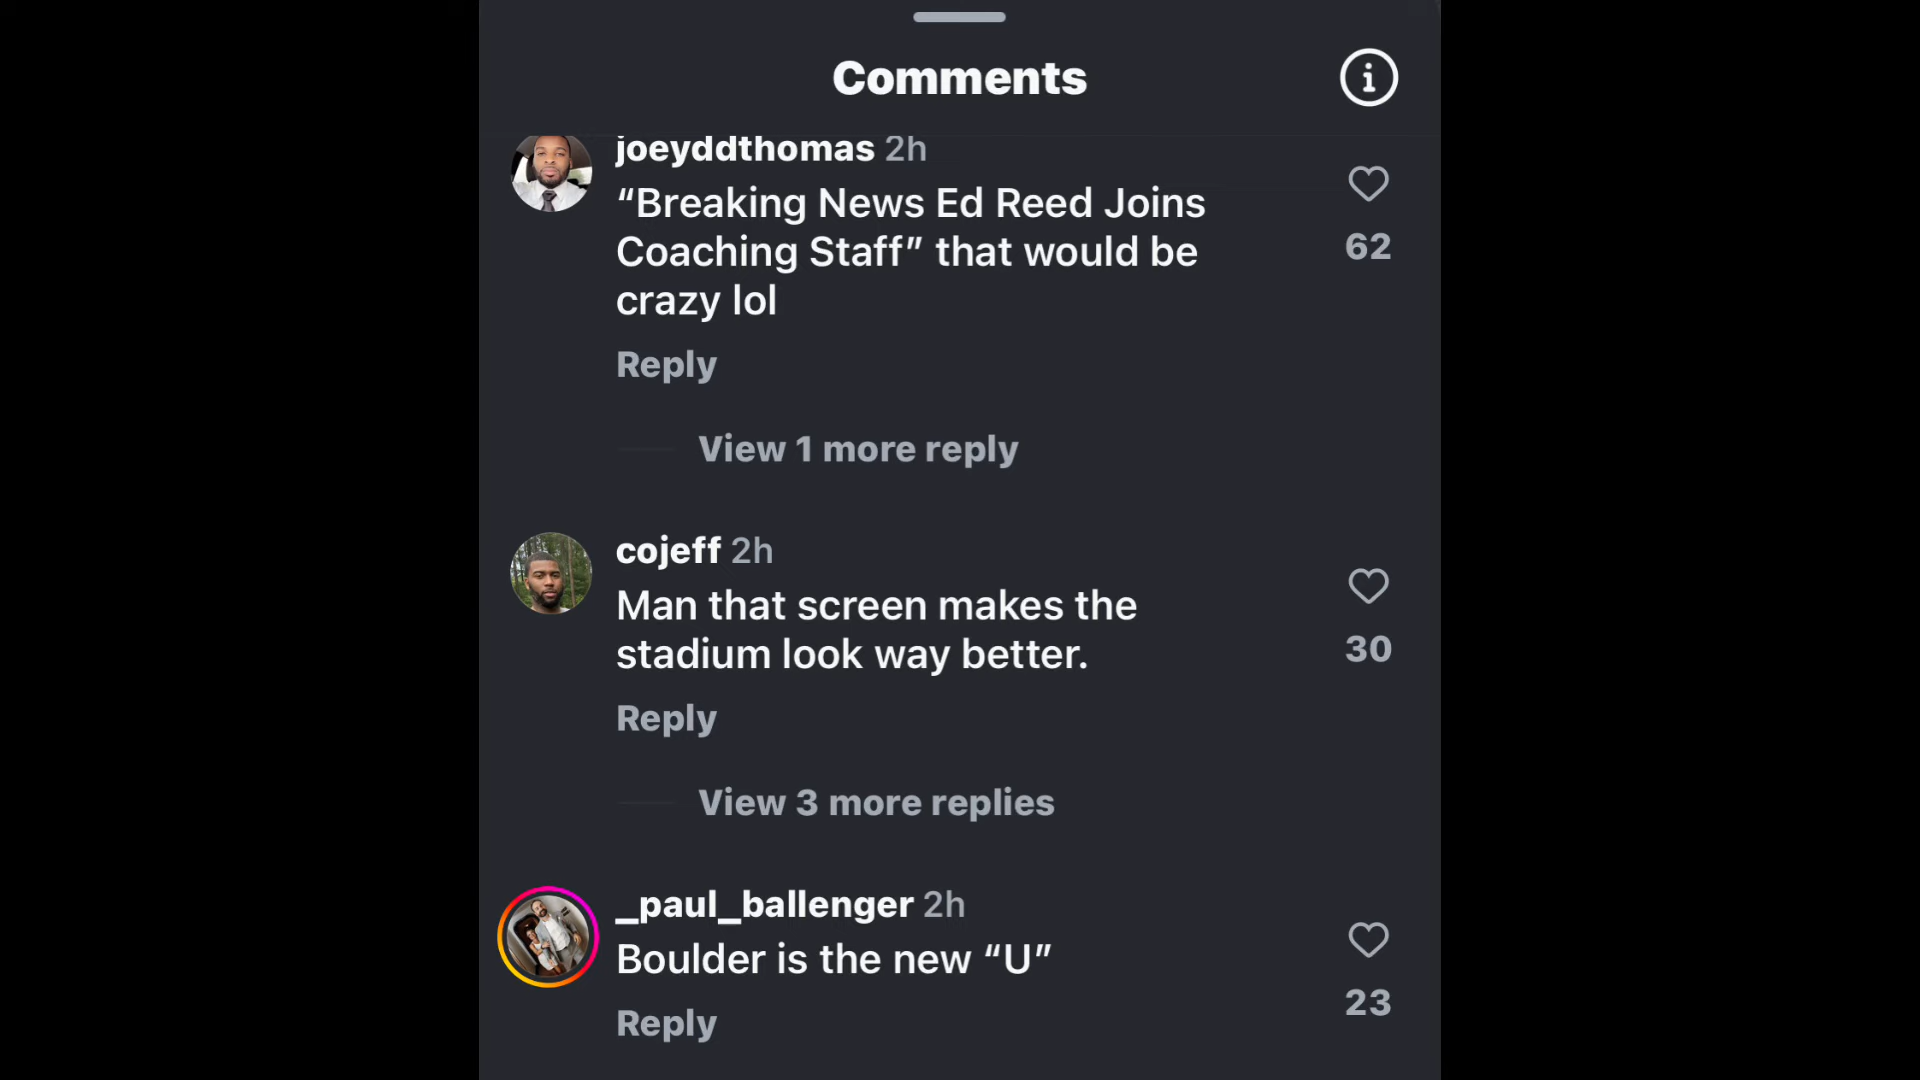 Comments
joeyddthomas 2h
“Breaking News Ed Reed Joins
Coaching Staff” that would be
crazy lol
62
Reply
View 1 more reply
cojeff 2h
Man that screen makes the
stadium look way better.
30
Reply
View 3 more replies
_paul_ballenger 2h
Boulder is the new “U”
23
Reply